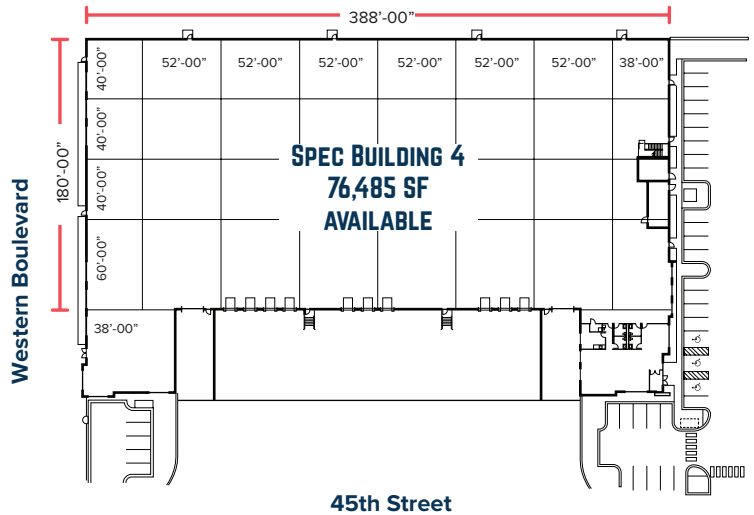 388'-00”
40'-00”
52'-00”
52'-00”
52'-00”
52'-00”
52'-00”
52'-00”
38'-00”
180'-00”
40'-00”
40'-00”
60'-00”
Spec Building 4
76,485 SF
AVAILABLE
Western Boulevard
38'-00”
45th Street